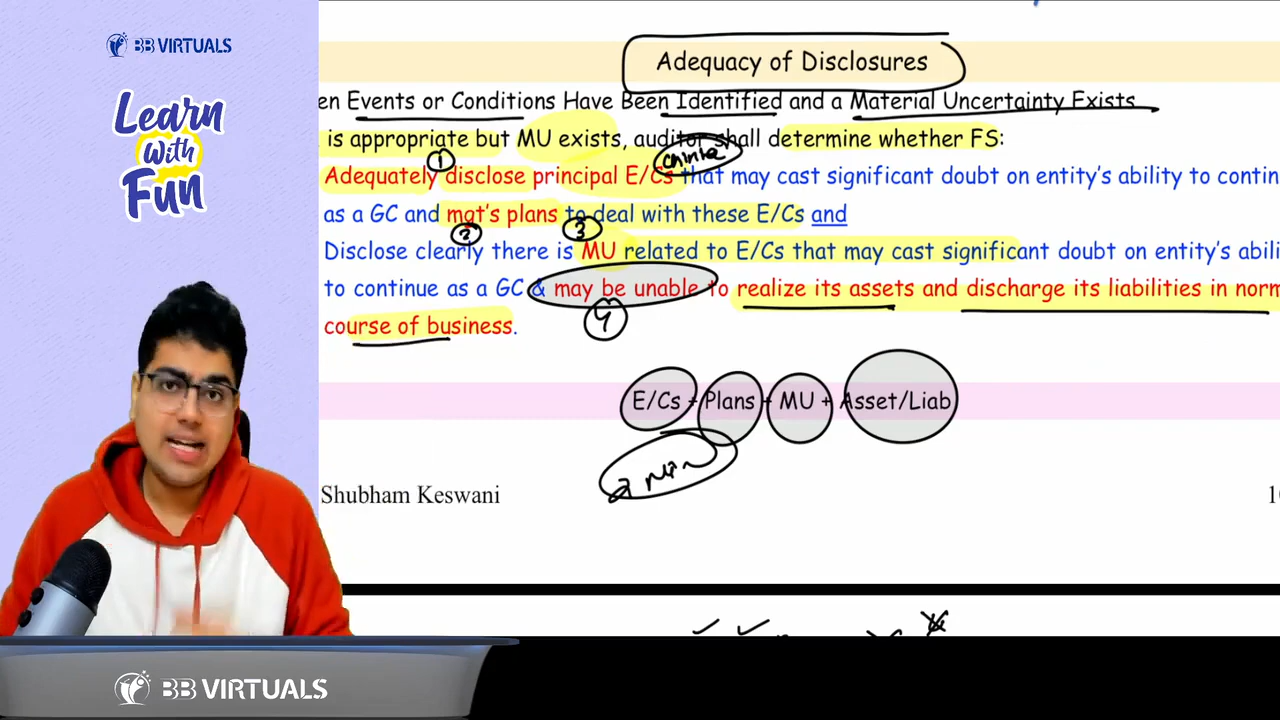 BB VIRTUALS
Learn
With
Fun
Adequacy of Disclosures
en Events or Conditions Have Been Identified and a Material Uncertainty Exists
is appropriate but MU exists, auditor shall determine whether FS:
1
Adequately disclose principal E/Cs that may cast significant doubt on entity's ability to contin
as a GC and mgt's plans to deal with these E/Cs and
2 3
Disclose clearly there is MU related to E/Cs that may cast significant doubt on entity's abili
to continue as a GC & may be unable to realize its assets and discharge its liabilities in norm
4
course of business.
E/Cs + Plans + MU + Asset/Liab
Shubham Keswani
10
BB VIRTUALS